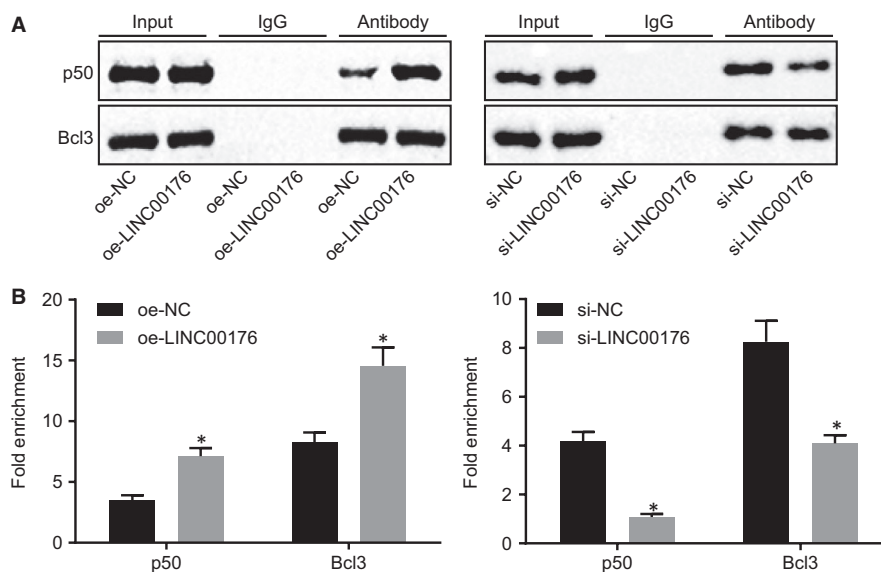 A
Input IgG Antibody
p50
Bcl3
oe-NC oe-LINC00176 oe-NC oe-LINC00176 oe-NC oe-LINC00176
Input IgG Antibody
si-NC si-LINC00176 si-NC si-LINC00176 si-NC si-LINC00176
B
Fold enrichment
20
15
10
5
0
oe-NC
oe-LINC00176
*
*
p50 Bcl3
Fold enrichment
10
8
6
4
2
0
si-NC
si-LINC00176
*
*
p50 Bcl3